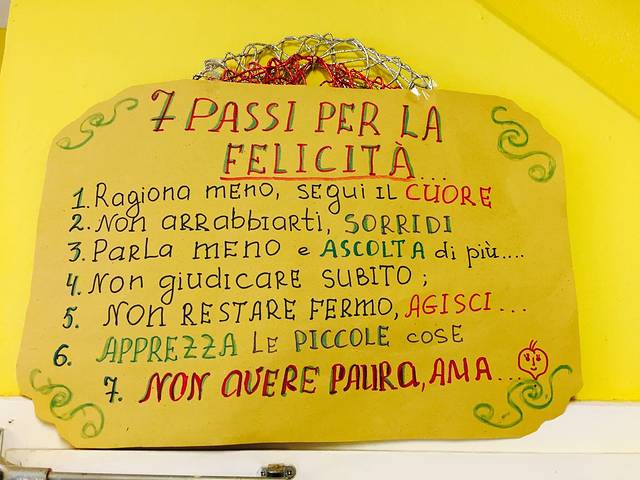 7 PASSI PER LA
FELICITÀ...
1. Ragiona meno, segui il CUORE
2. Non arrabbiarti, SORRIDI
3. Parla meno e ASCOLTA di più....
4. Non giudicare SUBITO;
5. NON RESTARE FERMO, AGISCI...
6. APPREZZA LE PICCOLE cose
7. NON AVERE PAURA, AMA...